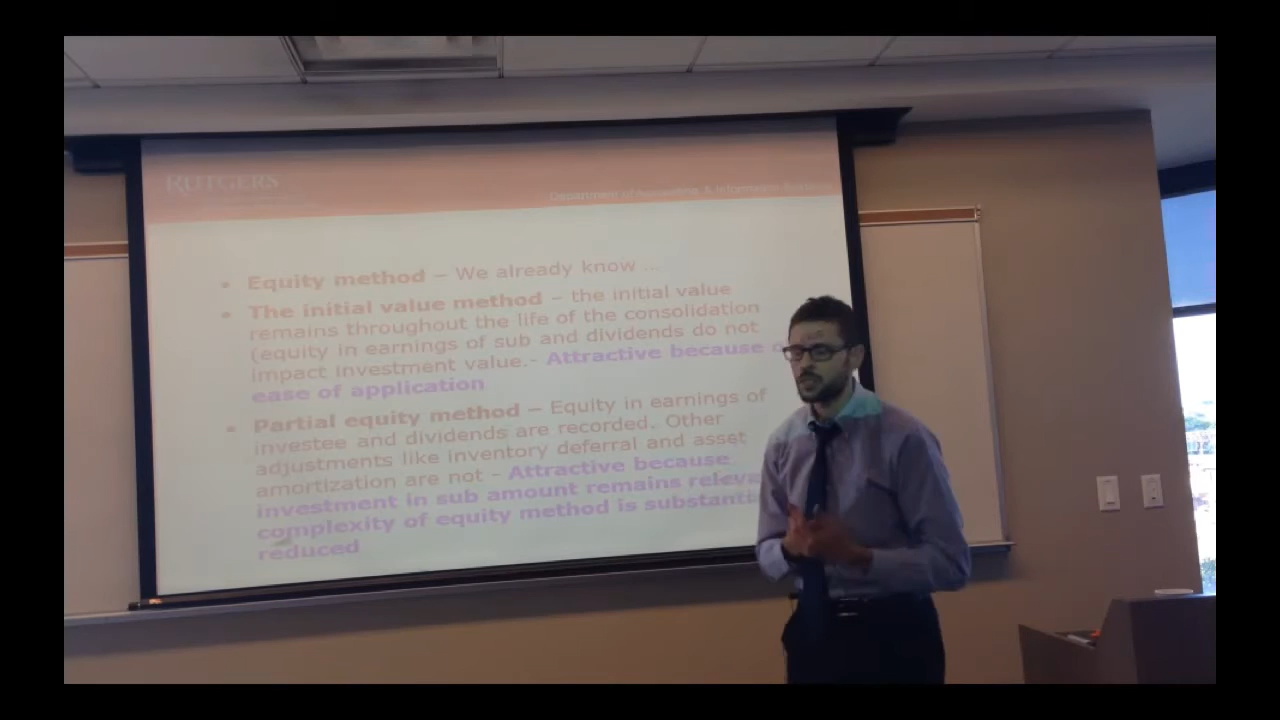 RUTGERS
Department of Accounting & Information Systems
• Equity method – We already know ...
• The initial value method – the initial value
remains throughout the life of the consolidation
(equity in earnings of sub and dividends do not
impact investment value.- Attractive because
ease of application
• Partial equity method – Equity in earnings of
investee and dividends are recorded. Other
adjustments like inventory deferral and asset
amortization are not – Attractive because
investment in sub amount remains
complexity of equity method is
reduced